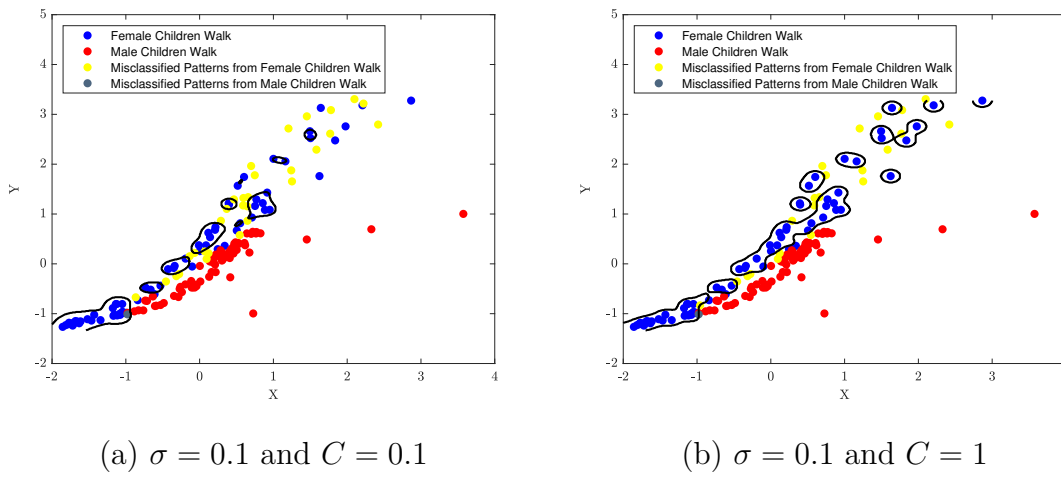 5
4
3
2
1
0
-1
-2
Y
-2
-1
0
1
2
3
4
X
Female Children Walk
Male Children Walk
Misclassified Patterns from Female Children Walk
Misclassified Patterns from Male Children Walk
(a) σ = 0.1 and C = 0.1
5
4
3
2
1
0
-1
-2
Y
-2
-1
0
1
2
3
X
Female Children Walk
Male Children Walk
Misclassified Patterns from Female Children Walk
Misclassified Patterns from Male Children Walk
(b) σ = 0.1 and C = 1